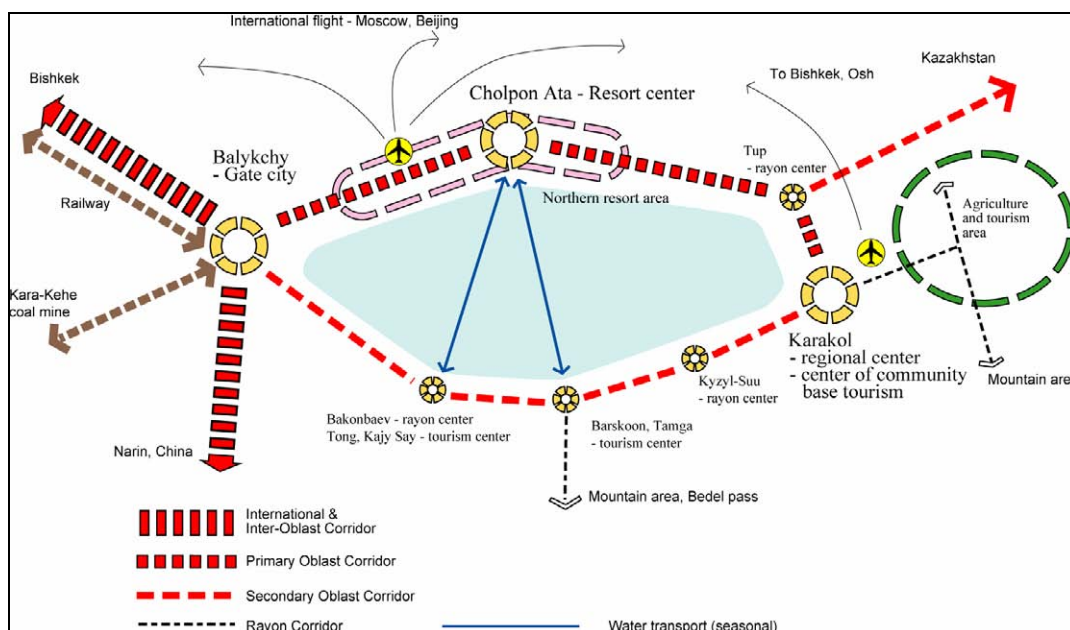 International flight - Moscow, Beijing
Bishkek
Kazakhstan
To Bishkek, Osh
Cholpon Ata - Resort center
Balykchy
- Gate city
Tup
- rayon center
Railway
Northern resort area
Agriculture
and tourism
area
Kara-Kehe
coal mine
Karakol
- regional center
- center of community
base tourism
Mountain area
Kyzyl-Suu
- rayon center
Bakonbaev - rayon center
Tong, Kajy Say - tourism center
Barskoon, Tamga
- tourism center
Narin, China
Mountain area, Bedel pass
International &
Inter-Oblast Corridor
Primary Oblast Corridor
Secondary Oblast Corridor
Rayon Corridor
Water transport (seasonal)